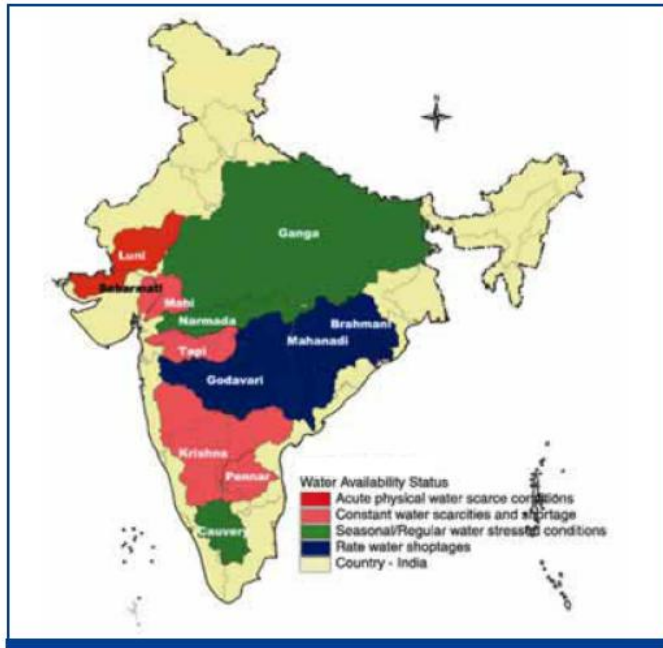 N
Ganga
Luni
Sabarmati
Mahi
Narmada
Brahmani
Mahanadi
Tapi
Godavari
Krishna
Pennar
Cauvery
Water Availability Status
Acute physical water scarce conditions
Constant water scarcities and shortage
Seasonal/Regular water stressed conditions
Rate water shoptages
Country - India